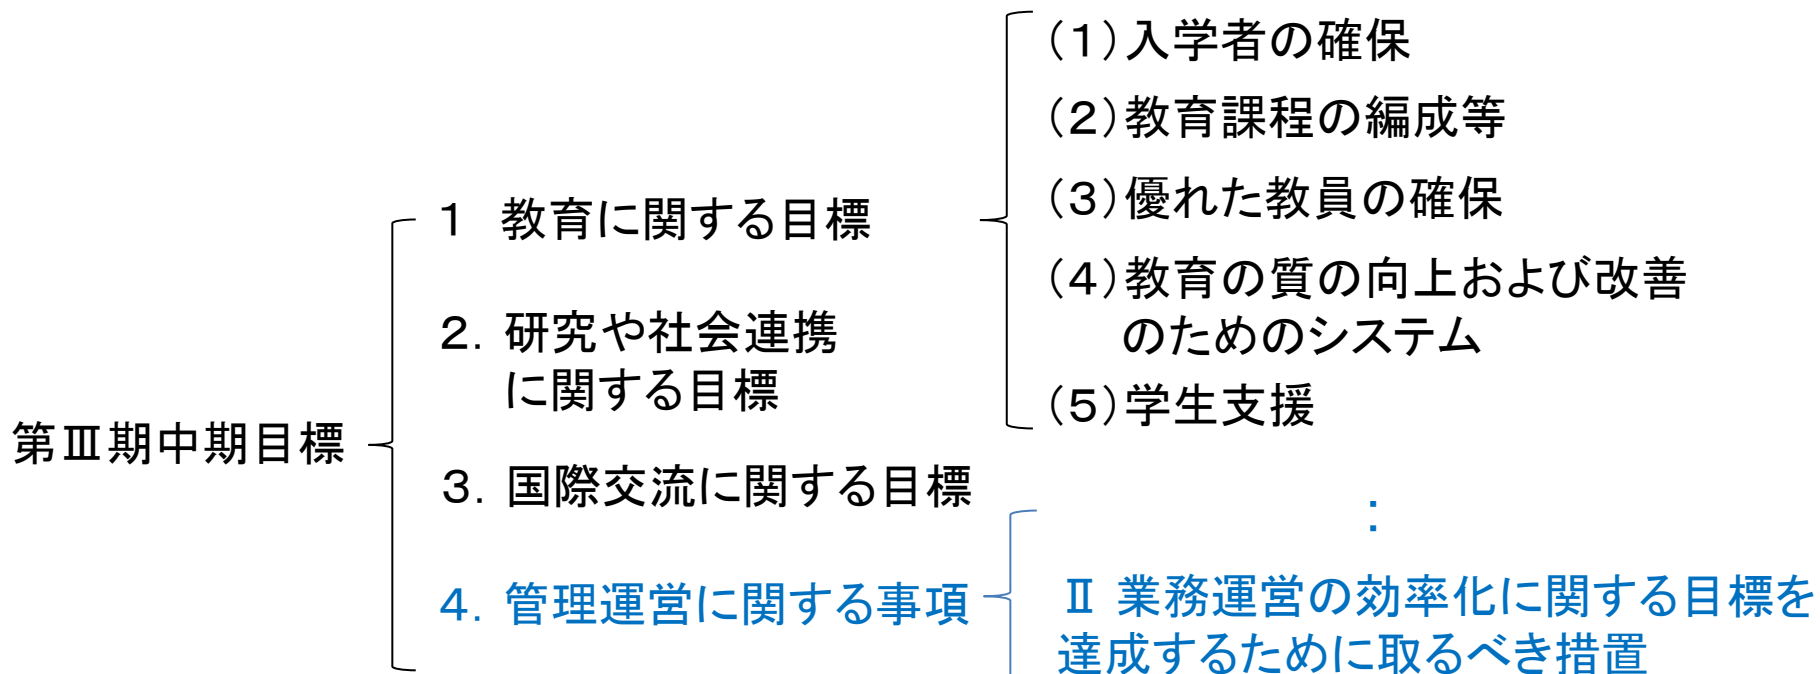 第Ⅲ期中期目標
1 教育に関する目標
(1)入学者の確保
(2)教育課程の編成等
(3)優れた教員の確保
(4)教育の質の向上および改善
のためのシステム
(5)学生支援
2. 研究や社会連携
に関する目標
3. 国際交流に関する目標
4. 管理運営に関する事項
:
Ⅱ 業務運営の効率化に関する目標を
達成するために取るべき措置